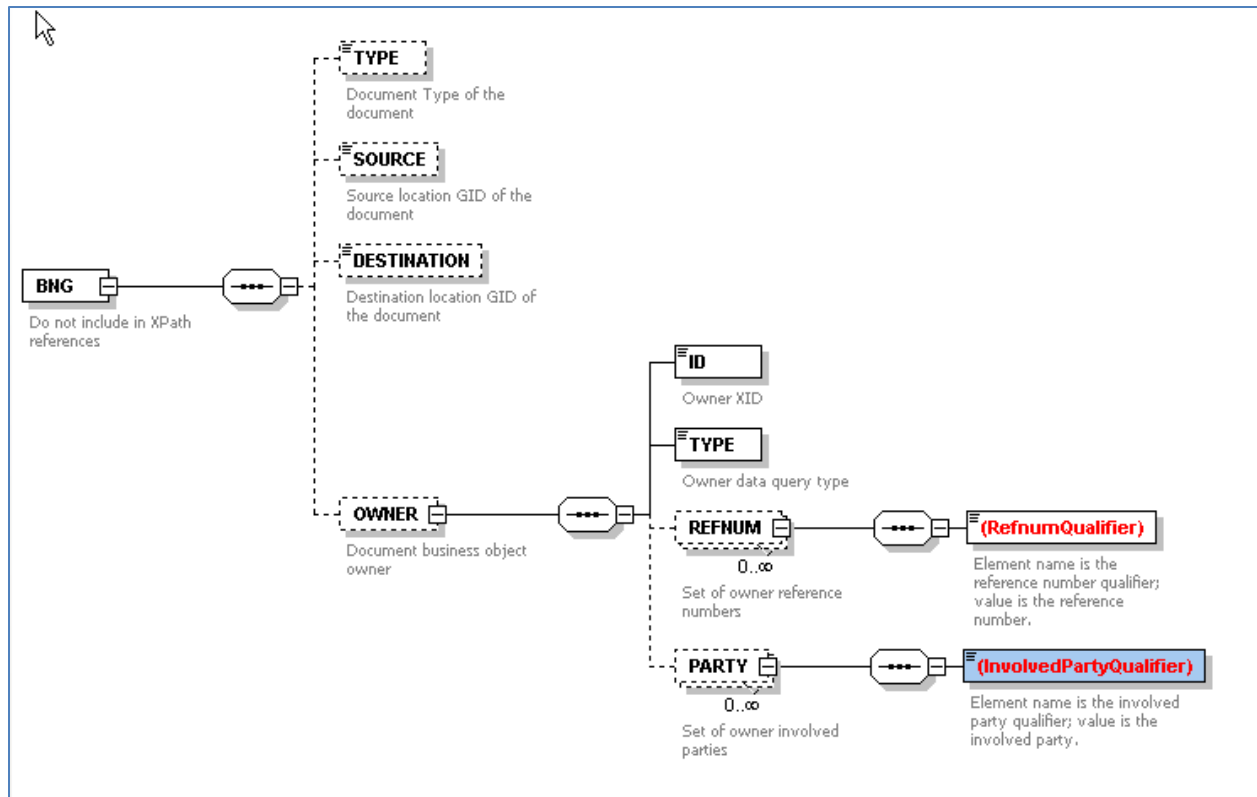 TYPE
Document Type of the
document
SOURCE
Source location GID of the
document
DESTINATION
Destination location GID of
the document
BNG
Do not include in XPath
references
ID
Owner XID
TYPE
Owner data query type
OWNER
Document business object
owner
REFNUM
0..∞
Set of owner reference
numbers
(RefnumQualifier)
Element name is the
reference number qualifier;
value is the reference
number.
PARTY
0..∞
Set of owner involved
parties
(InvolvedPartyQualifier)
Element name is the involved
party qualifier; value is the
involved party.